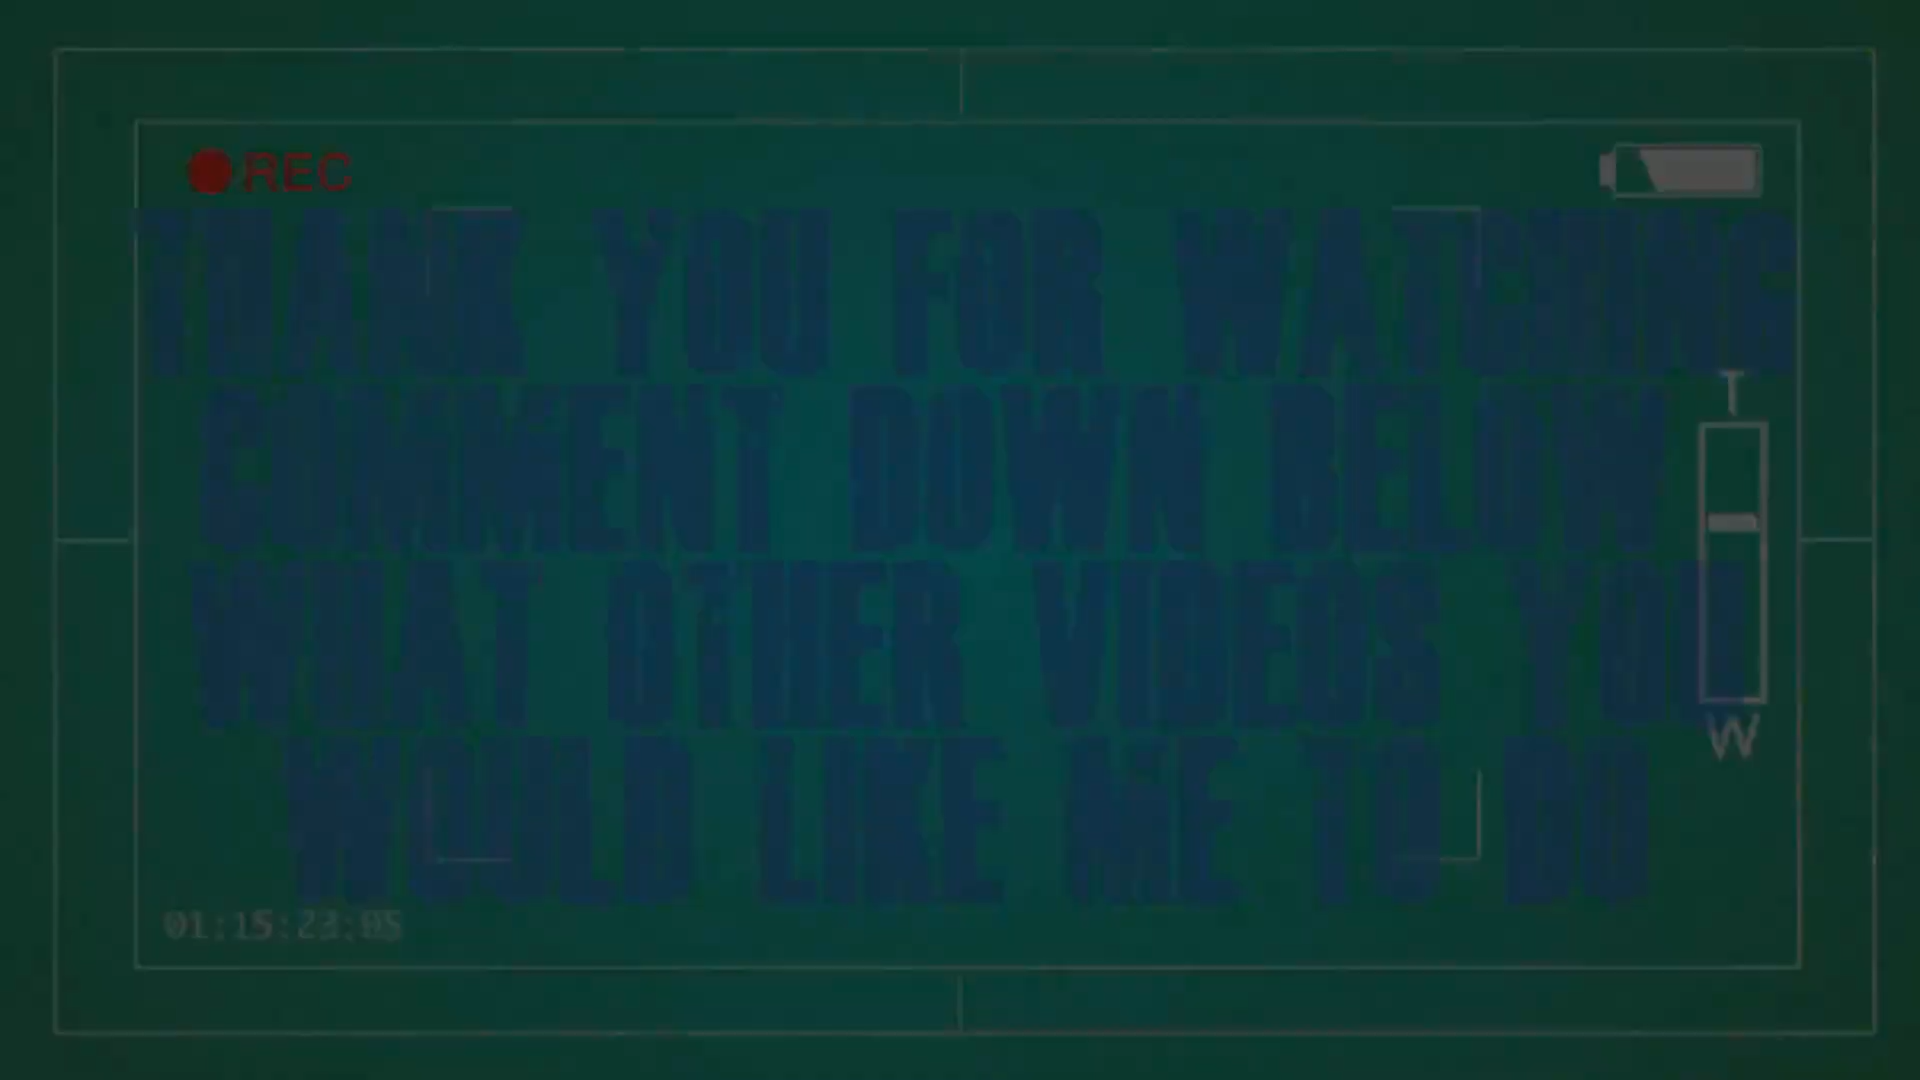 REC
THANK YOU FOR WATCHING
T
COMMENT DOWN BELOW
WHAT OTHER VIDEOS YOU
W
WOULD LIKE ME TO DO
01:15:23:05